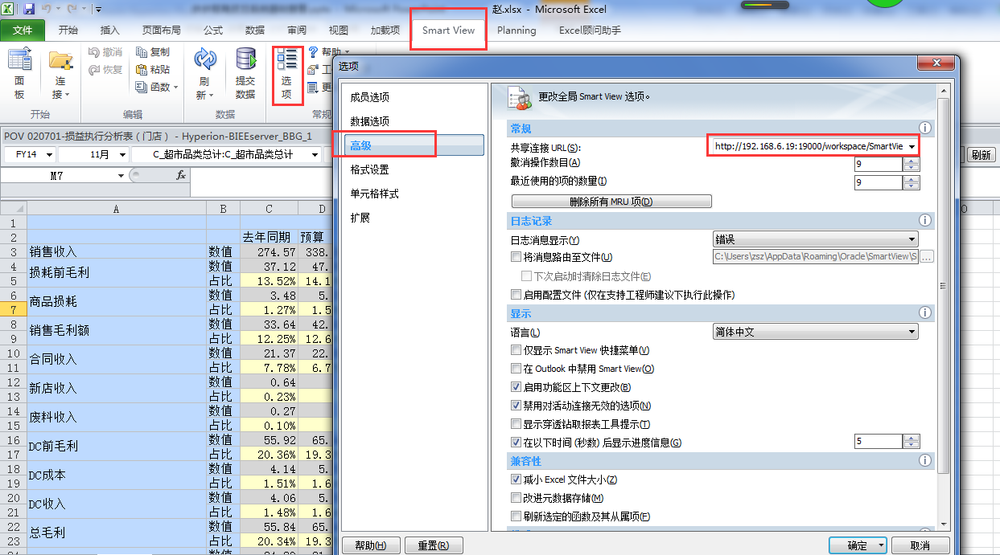 赵.xlsx - Microsoft Excel
文件 开始 插入 页面布局 公式 数据 审阅 视图 加载项 Smart View Planning Excel顾问助手
面板 连接 撤消 恢复 复制 粘贴 函数 刷新 提交数据 选项 帮助
开始 编辑 数据 常规
POV 020701-损益执行分析表（门店） - Hyperion-BIEEserver_BBG_1
FY14 11月 C_超市品类总计:C_超市品类总计 刷新
M7 fx
A B C D O
1
2 去年同期 预算
3 销售收入 数值 274.57 338.
4 损耗前毛利 数值 37.12 47.
5 占比 13.52% 14.1
6 商品损耗 数值 3.48 5.
7 占比 1.27% 1.5
8 销售毛利额 数值 33.64 42.
9 占比 12.25% 12.6
10 合同收入 数值 21.37 22.
11 占比 7.78% 6.7
12 新店收入 数值 0.64
13 占比 0.23%
14 废料收入 数值 0.27
15 占比 0.10%
16 DC前毛利 数值 55.92 65.
17 占比 20.36% 19.3
18 DC成本 数值 4.14 5.
19 占比 1.51% 1.6
20 DC收入 数值 4.06 5.
21 占比 1.48% 1.6
22 总毛利 数值 55.84 65.
23 占比 20.34% 19.3
选项
成员选项
数据选项
高级
格式设置
单元格样式
扩展
更改全局 Smart View 选项。
常规
共享连接 URL(S): http://192.168.6.19:19000/workspace/SmartVie
撤消操作数目(A) 9
最近使用的项的数量(I) 9
删除所有 MRU 项(D)
日志记录
日志消息显示(Y) 错误
将消息路由至文件(U) C:\Users\zsz\AppData\Roaming\Oracle\SmartView\S ...
下次启动时清除日志文件(E)
启用配置文件 (仅在支持工程师建议下执行此操作)
显示
语言(L) 简体中文
仅显示 Smart View 快捷菜单(V)
在 Outlook 中禁用 Smart View(O)
启用功能区上下文更改(B)
禁用对活动连接无效的选项(N)
显示穿透钻取报表工具提示(T)
在以下时间 (秒数) 后显示进度信息(G) 5
兼容性
减小 Excel 文件大小(Z)
改进元数据存储(M)
刷新选定的函数及其从属项(F)
帮助(H) 重置(R) 确定 取消